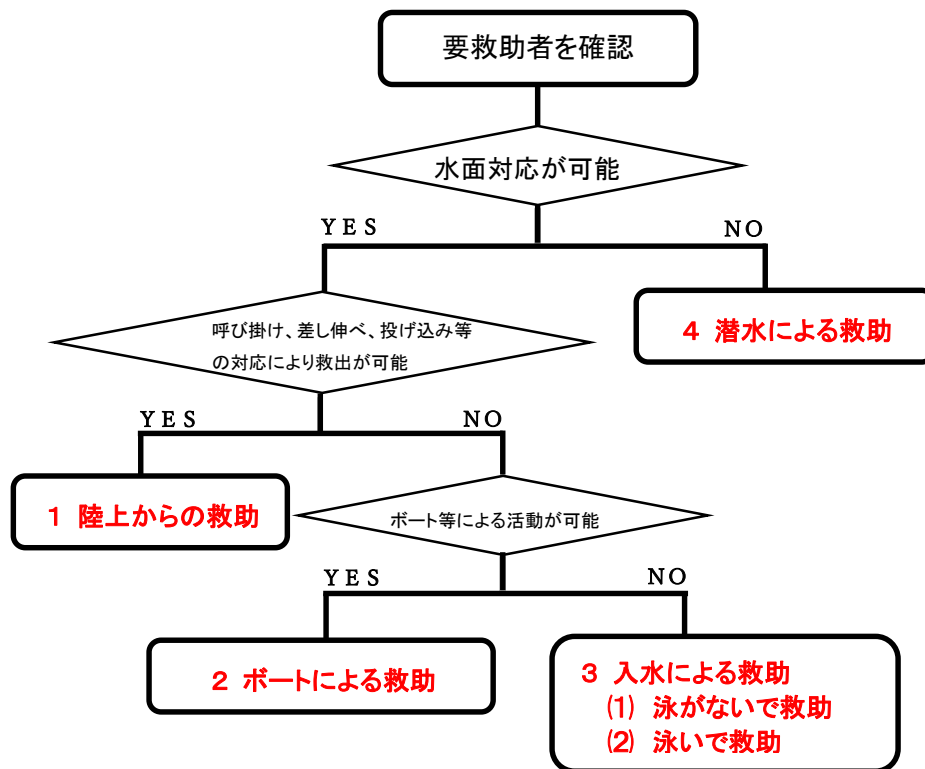 要救助者を確認
水面対応が可能
YES
NO
呼び掛け、差し伸べ、投げ込み等
の対応により救出が可能
4 潜水による救助
YES
NO
1 陸上からの救助
ボート等による活動が可能
YES
NO
2 ボートによる救助
3 入水による救助
⑴ 泳がないで救助
⑵ 泳いで救助